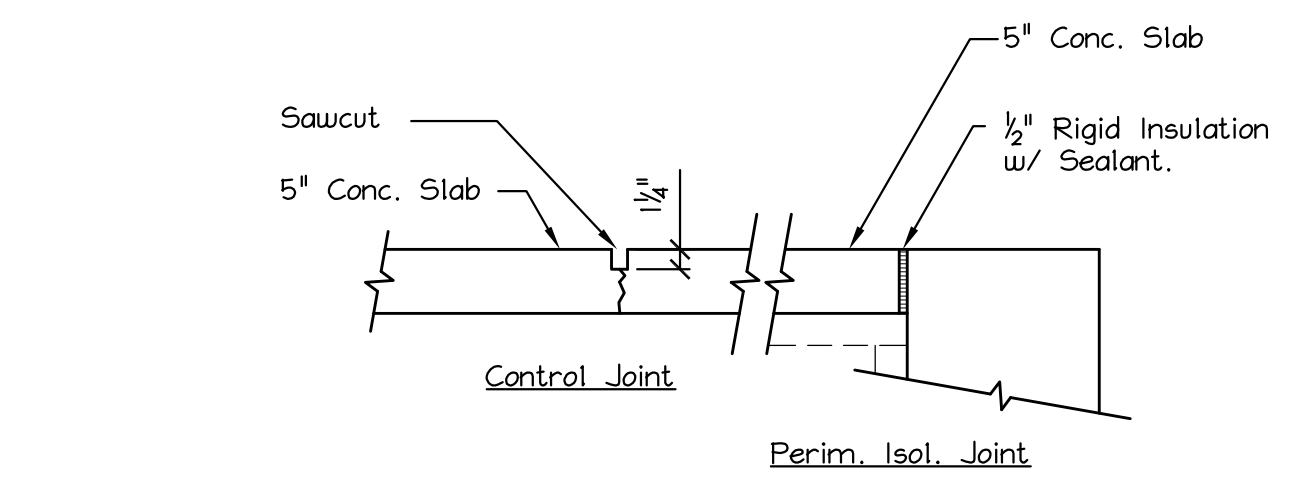 5" Conc. Slab
Sawcut
½" Rigid Insulation
w/ Sealant.
5" Conc. Slab
1¼"
Control Joint
Perim. Isol. Joint